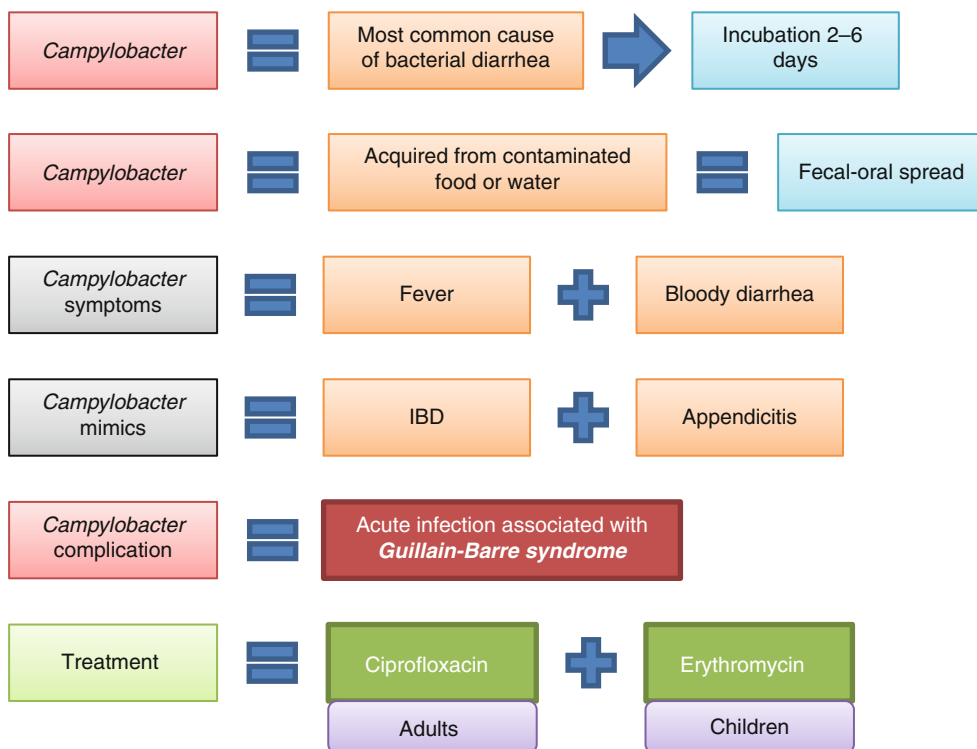 Campylobacter
Most common cause
of bacterial diarrhea
Incubation 2–6
days
Campylobacter
Acquired from contaminated
food or water
Fecal-oral spread
Campylobacter
symptoms
Fever
Bloody diarrhea
Campylobacter
mimics
IBD
Appendicitis
Campylobacter
complication
Acute infection associated with
Guillain-Barre syndrome
Treatment
Ciprofloxacin
Adults
Erythromycin
Children